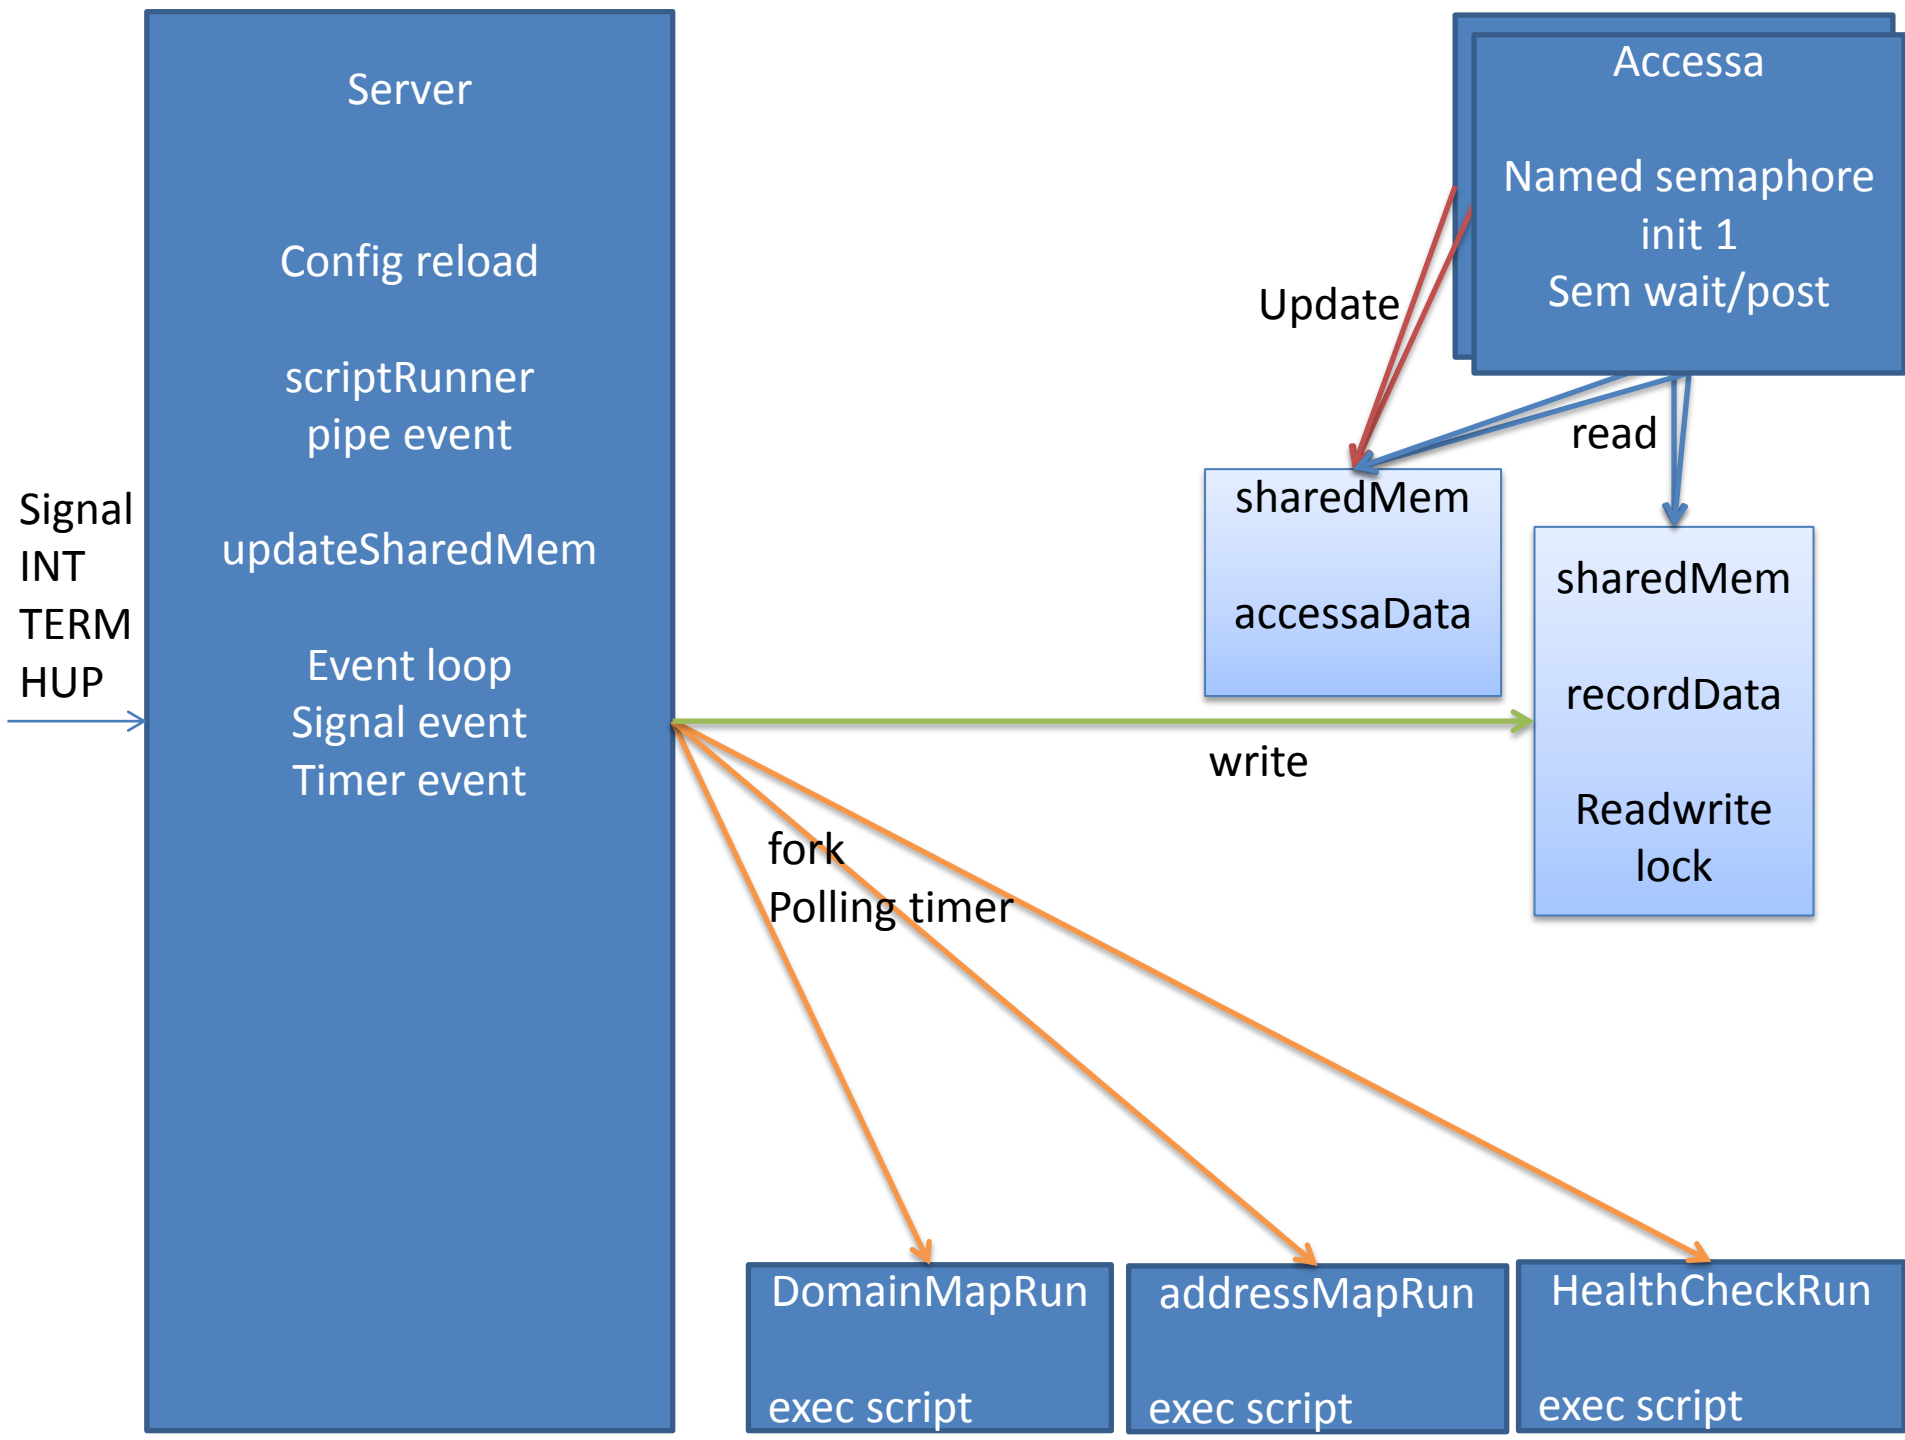 Server
Config reload
scriptRunner
pipe event
updateSharedMem
Event loop
Signal event
Timer event
Signal
INT
TERM
HUP
Accessa
Named semaphore
init 1
Sem wait/post
Update
read
sharedMem
accessaData
sharedMem
recordData
Readwrite
lock
write
fork
Polling timer
DomainMapRun
exec script
addressMapRun
exec script
HealthCheckRun
exec script